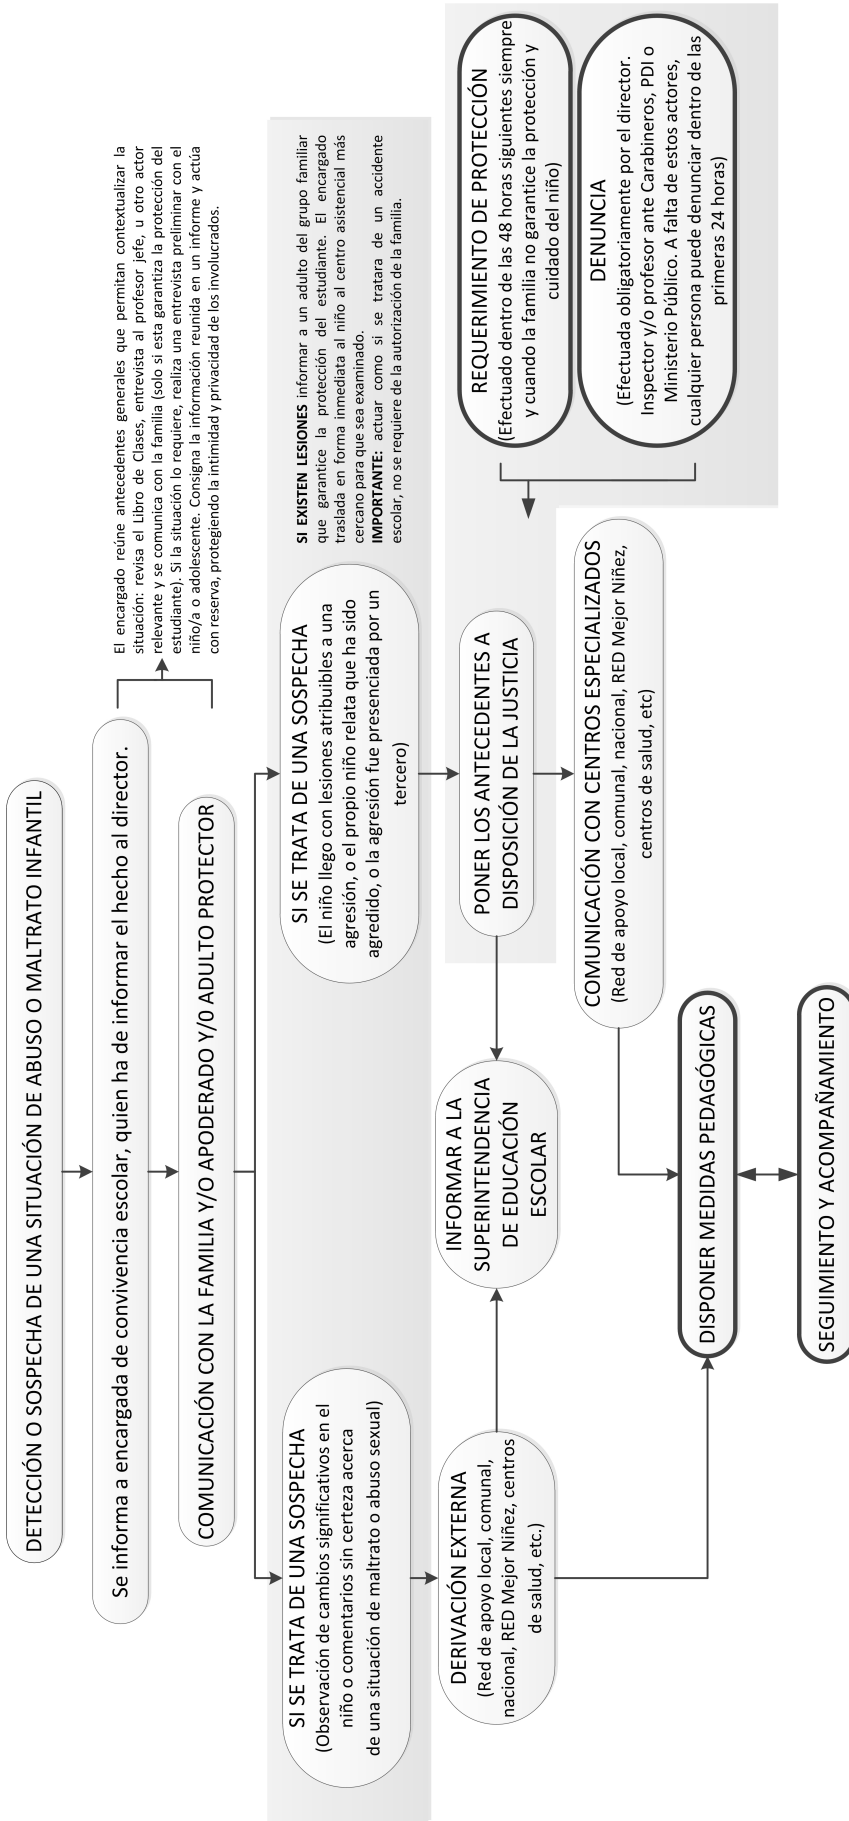 DETECCIÓN O SOSPECHA DE UNA SITUACIÓN DE ABUSO O MALTRATO INFANTIL
Se informa a encargada de convivencia escolar, quien ha de informar el hecho al director.
COMUNICACIÓN CON LA FAMILIA Y/O APODERADO Y/0 ADULTO PROTECTOR
El encargado reúne antecedentes generales que permitan contextualizar la
situación: revisa el Libro de Clases, entrevista al profesor jefe, u otro actor
relevante y se comunica con la familia (solo si esta garantiza la protección del
estudiante). Si la situación lo requiere, realiza una entrevista preliminar con el
niño/a o adolescente. Consigna la información reunida en un informe y actúa
con reserva, protegiendo la intimidad y privacidad de los involucrados.
SI SE TRATA DE UNA SOSPECHA
(Observación de cambios significativos en el
niño o comentarios sin certeza acerca
de una situación de maltrato o abuso sexual)
SI SE TRATA DE UNA SOSPECHA
(El niño llego con lesiones atribuibles a una
agresión, o el propio niño relata que ha sido
agredido, o la agresión fue presenciada por un
tercero)
SI EXISTEN LESIONES informar a un adulto del grupo familiar
que garantice la protección del estudiante. El encargado
traslada en forma inmediata al niño al centro asistencial más
cercano para que sea examinado.
IMPORTANTE: actuar como si se tratara de un accidente
escolar, no se requiere de la autorización de la familia.
DERIVACIÓN EXTERNA
(Red de apoyo local, comunal,
nacional, RED Mejor Niñez, centros
de salud, etc.)
INFORMAR A LA
SUPERINTENDENCIA
DE EDUCACIÓN
ESCOLAR
PONER LOS ANTECEDENTES A
DISPOSICIÓN DE LA JUSTICIA
REQUERIMIENTO DE PROTECCIÓN
(Efectuado dentro de las 48 horas siguientes siempre
y cuando la familia no garantice la protección y
cuidado del niño)
DENUNCIA
(Efectuada obligatoriamente por el director.
Inspector y/o profesor ante Carabineros, PDI o
Ministerio Público. A falta de estos actores,
cualquier persona puede denunciar dentro de las
primeras 24 horas)
COMUNICACIÓN CON CENTROS ESPECIALIZADOS
(Red de apoyo local, comunal, nacional, RED Mejor Niñez,
centros de salud, etc)
DISPONER MEDIDAS PEDAGÓGICAS
SEGUIMIENTO Y ACOMPAÑAMIENTO